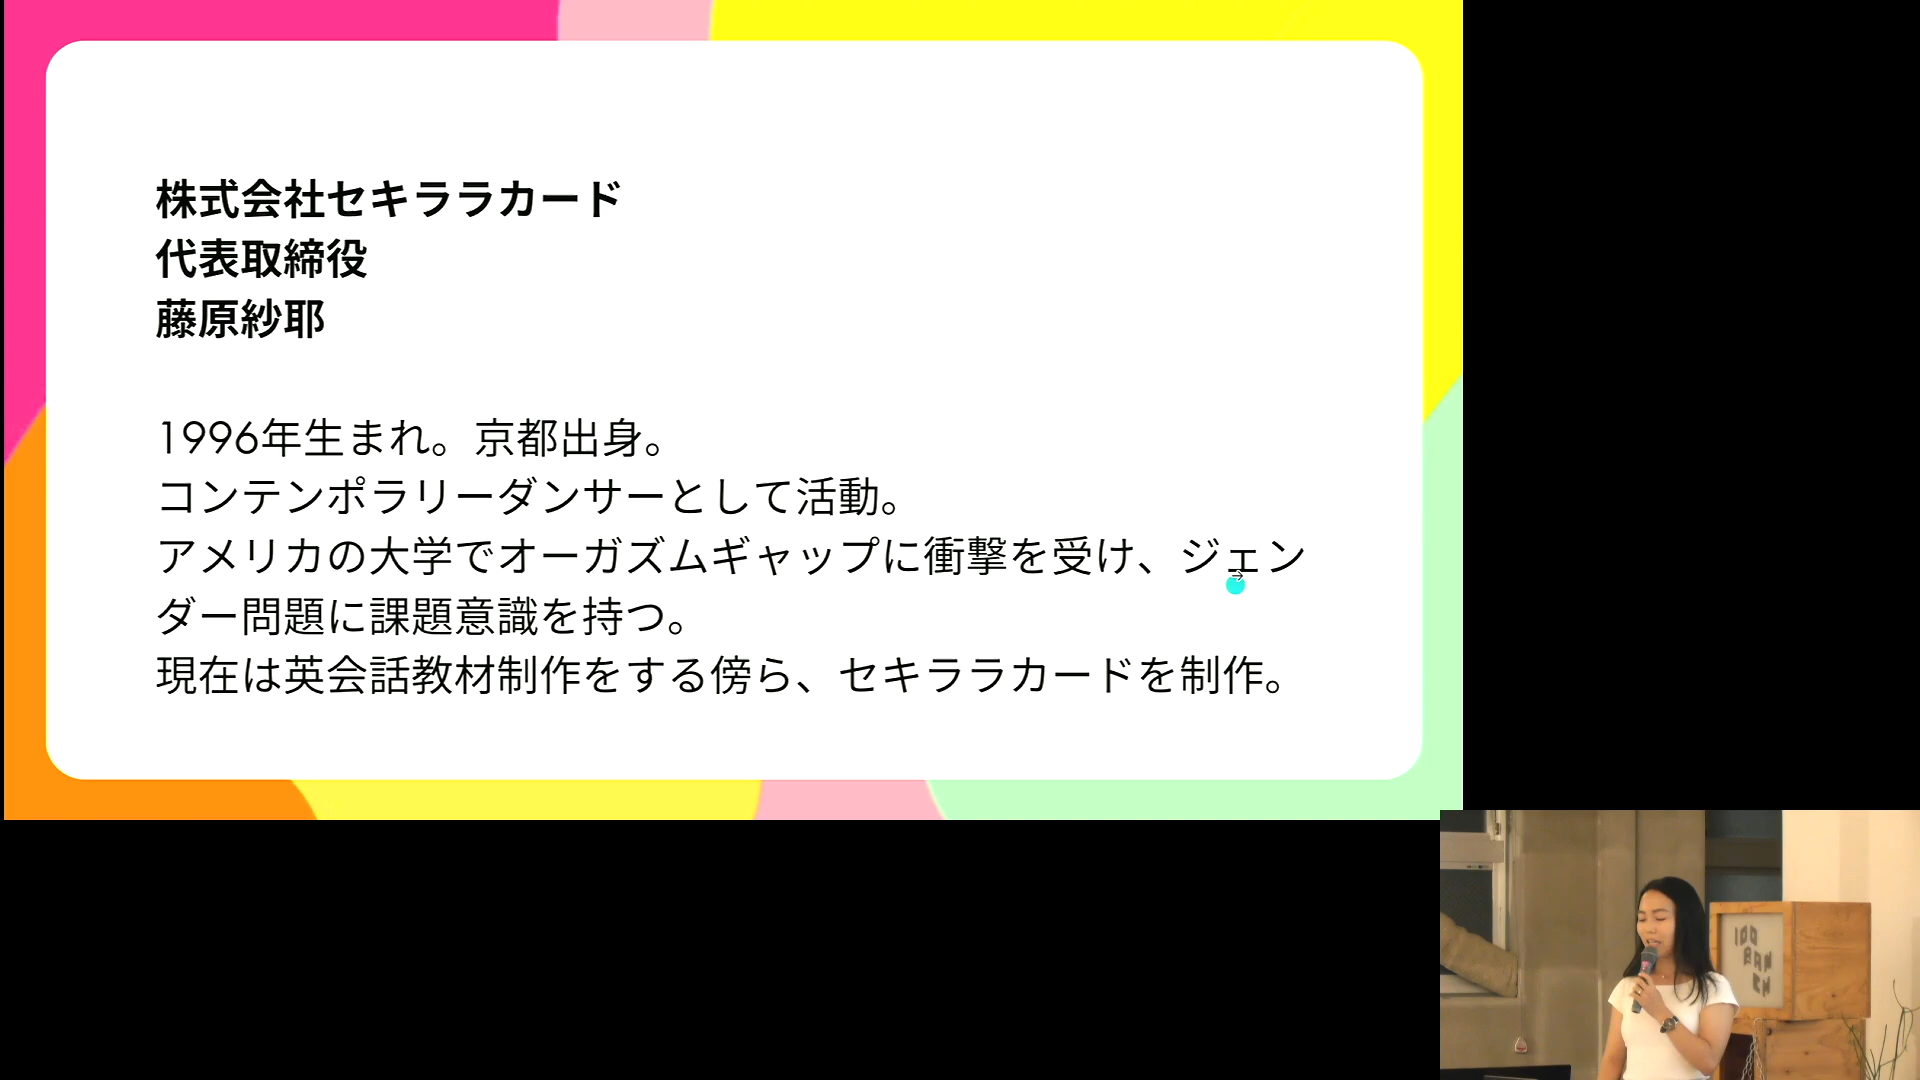 株式会社セキララカード
代表取締役
藤原紗耶
1996年生まれ。京都出身。
コンテンポラリーダンサーとして活動。
アメリカの大学でオーガズムギャップに衝撃を受け、ジェン
ダー問題に課題意識を持つ。
現在は英会話教材制作をする傍ら、セキララカードを制作。
100
BAN
CH